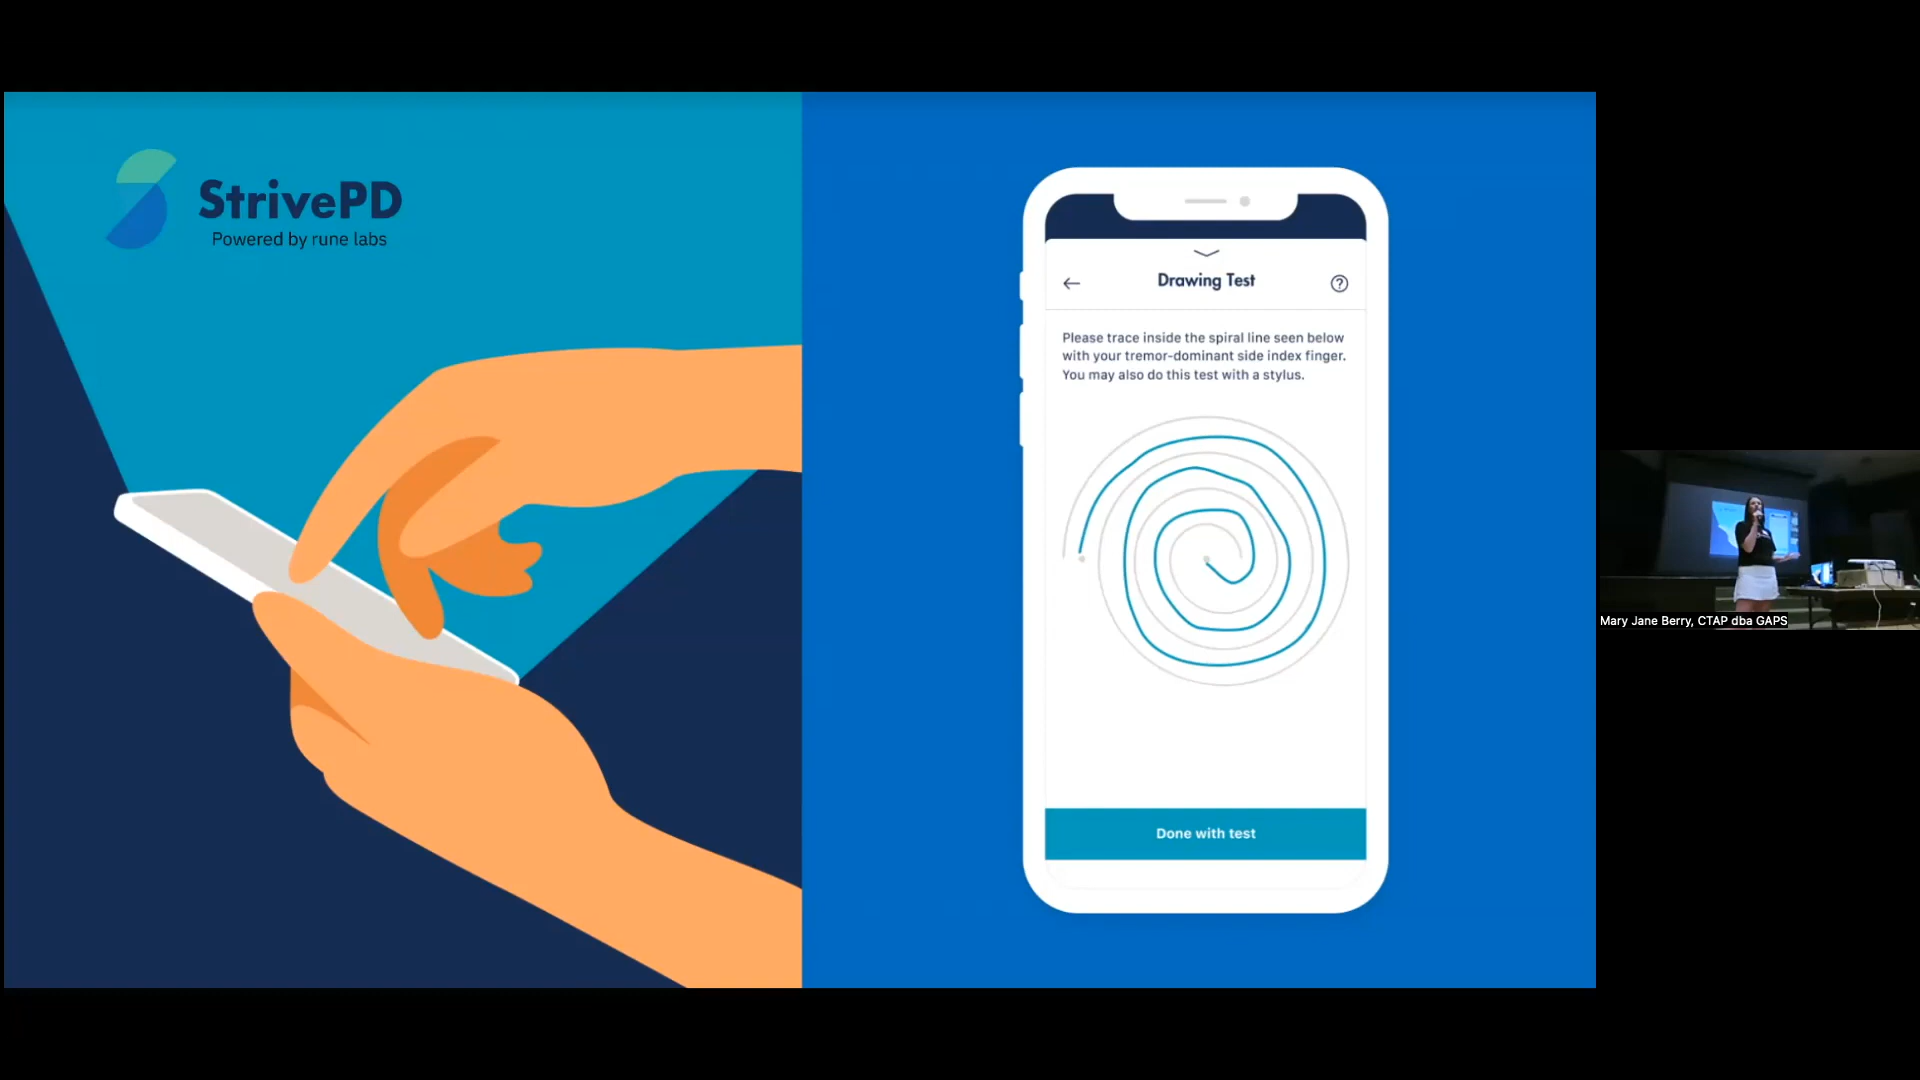 StrivePD
Powered by rune labs
Drawing Test
Please trace inside the spiral line seen below
with your tremor-dominant side index finger.
You may also do this test with a stylus.
Done with test
Mary Jane Berry, CTAP dba GAPS